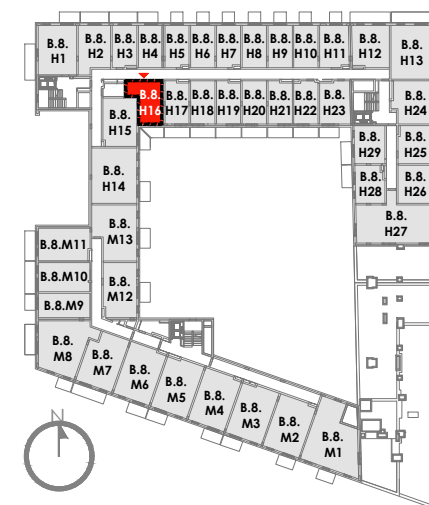 B.8.
H1
B.8.
H2
B.8.
H3
B.8.
H4
B.8.
H5
B.8.
H6
B.8.
H7
B.8.
H8
B.8.
H9
B.8.
H10
B.8.
H11
B.8.
H12
B.8.
H13
B.8.
H15
B.8.
H16
B.8.
H17
B.8.
H18
B.8.
H19
B.8.
H20
B.8.
H21
B.8.
H22
B.8.
H23
B.8.
H24
B.8.
H29
B.8.
H25
B.8.
H28
B.8.
H26
B.8.
H27
B.8.
H14
B.8.
M13
B.8.M11
B.8.M10
B.8.M9
B.8.
M12
B.8.
M8
B.8.
M7
B.8.
M6
B.8.
M5
B.8.
M4
B.8.
M3
B.8.
M2
B.8.
M1
N